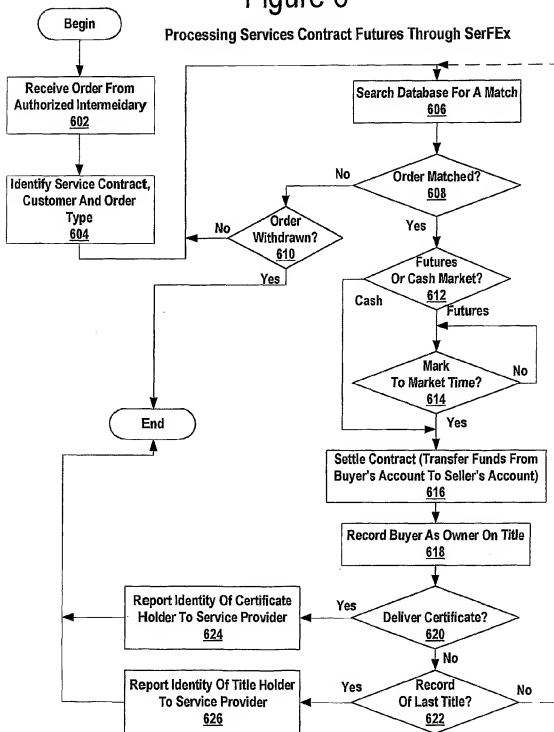 Figure 6
Processing Services Contract Futures Through SerFEx
Begin
Receive Order From
Authorized Intermeidary
602
Identify Service Contract,
Customer And Order
Type
604
Search Database For A Match
606
Order Matched?
608
No
Yes
Order
Withdrawn?
610
No
Yes
Futures
Or Cash Market?
612
Cash
Futures
Mark
To Market Time?
614
No
Yes
End
Settle Contract (Transfer Funds From
Buyer's Account To Seller's Account)
616
Record Buyer As Owner On Title
618
Deliver Certificate?
620
Yes
No
Report Identity Of Certificate
Holder To Service Provider
624
Record
Of Last Title?
622
Yes
No
Report Identity Of Title Holder
To Service Provider
626